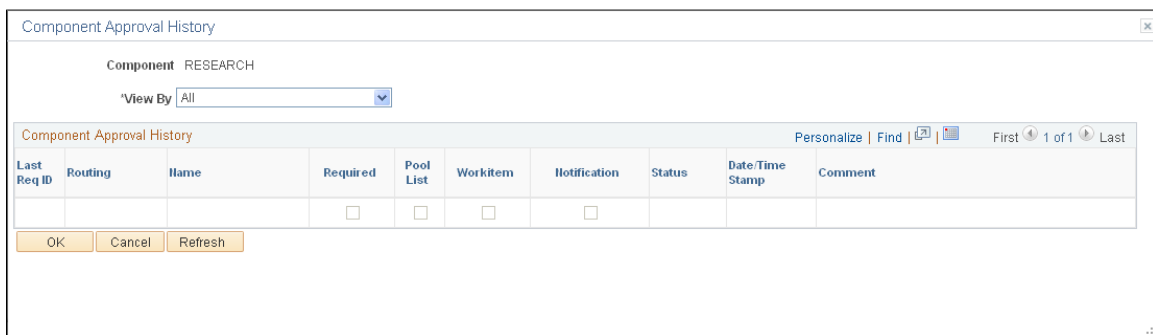 Component Approval History
Component RESEARCH
*View By All
Component Approval History Personalize | Find | | First 1 of 1 Last
Last Req ID Routing Name Required Pool List Workitem Notification Status Date/Time Stamp Comment
OK Cancel Refresh